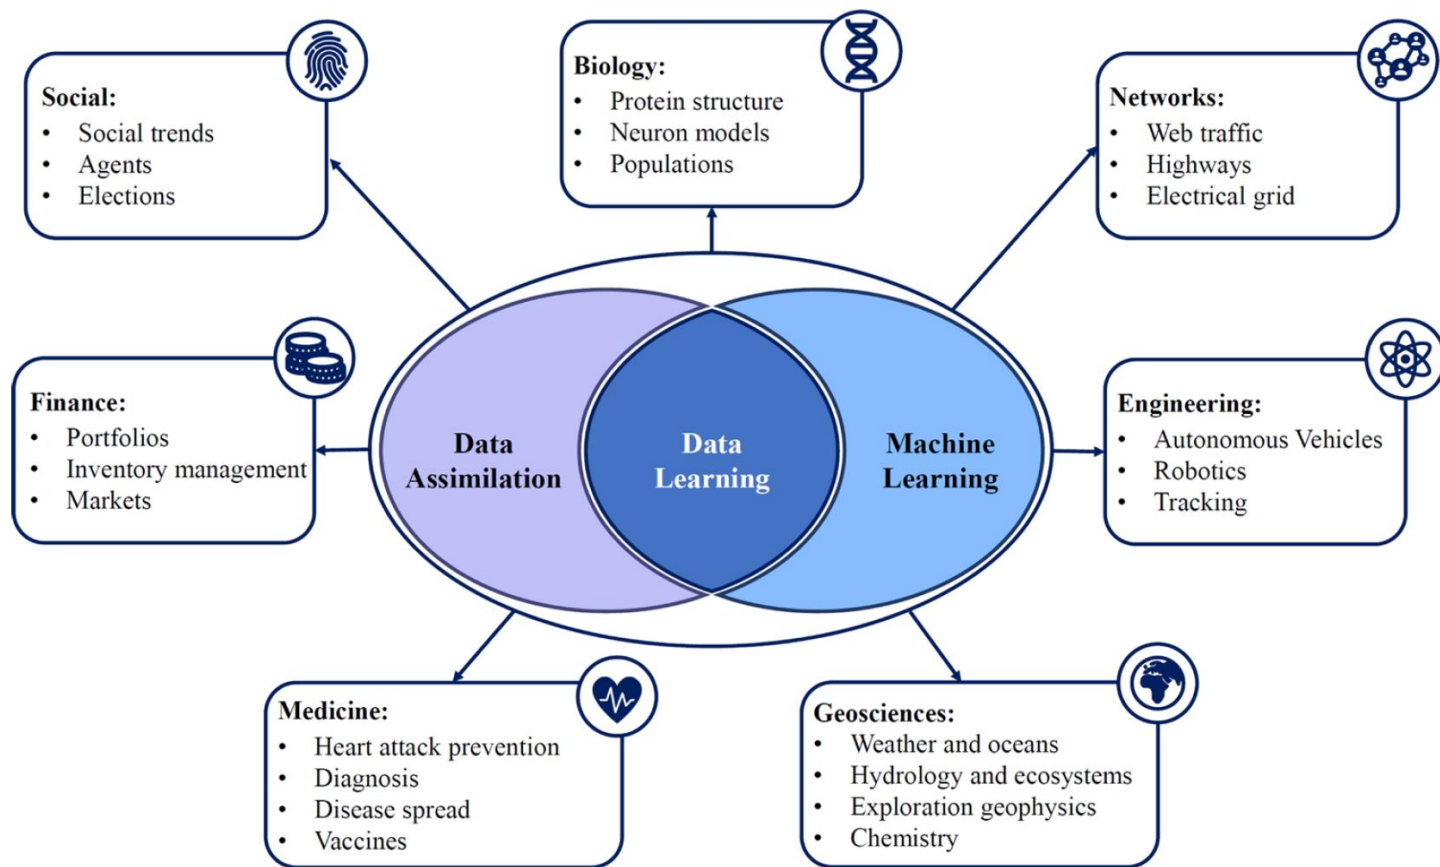 Social:
• Social trends
• Agents
• Elections
Biology:
• Protein structure
• Neuron models
• Populations
Networks:
• Web traffic
• Highways
• Electrical grid
Finance:
• Portfolios
• Inventory management
• Markets
Data
Assimilation
Data
Learning
Machine
Learning
Engineering:
• Autonomous Vehicles
• Robotics
• Tracking
Medicine:
• Heart attack prevention
• Diagnosis
• Disease spread
• Vaccines
Geosciences:
• Weather and oceans
• Hydrology and ecosystems
• Exploration geophysics
• Chemistry